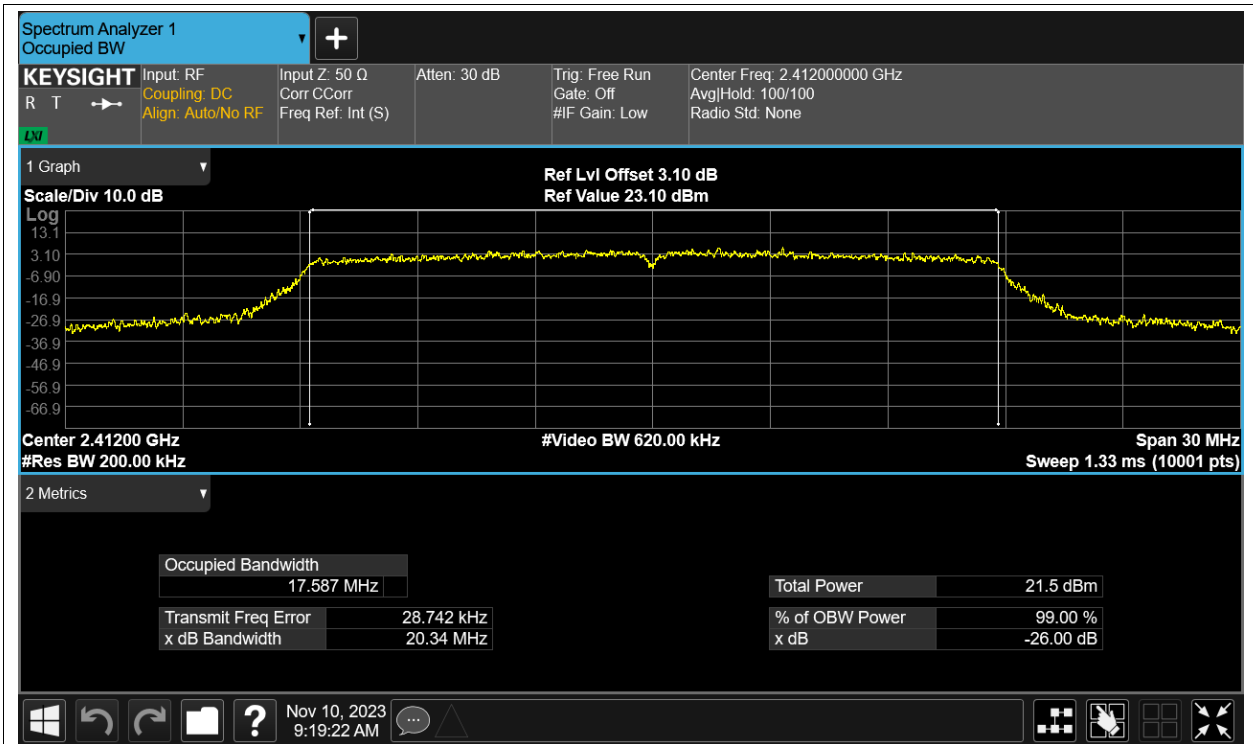 Spectrum Analyzer 1
Occupied BW
KEYSIGHT
R T
LXI
Input: RF
Coupling: DC
Align: Auto/No RF
Input Z: 50 Ω
Corr CCorr
Freq Ref: Int (S)
Atten: 30 dB
Trig: Free Run
Gate: Off
#IF Gain: Low
Center Freq: 2.412000000 GHz
Avg|Hold: 100/100
Radio Std: None
1 Graph
Scale/Div 10.0 dB
Ref Lvl Offset 3.10 dB
Ref Value 23.10 dBm
Log
13.1
3.10
-6.90
-16.9
-26.9
-36.9
-46.9
-56.9
-66.9
Center 2.41200 GHz
#Video BW 620.00 kHz
Span 30 MHz
#Res BW 200.00 kHz
Sweep 1.33 ms (10001 pts)
2 Metrics
Occupied Bandwidth
17.587 MHz
Total Power 21.5 dBm
Transmit Freq Error 28.742 kHz
% of OBW Power 99.00 %
x dB Bandwidth 20.34 MHz
x dB -26.00 dB
?
Nov 10, 2023
9:19:22 AM